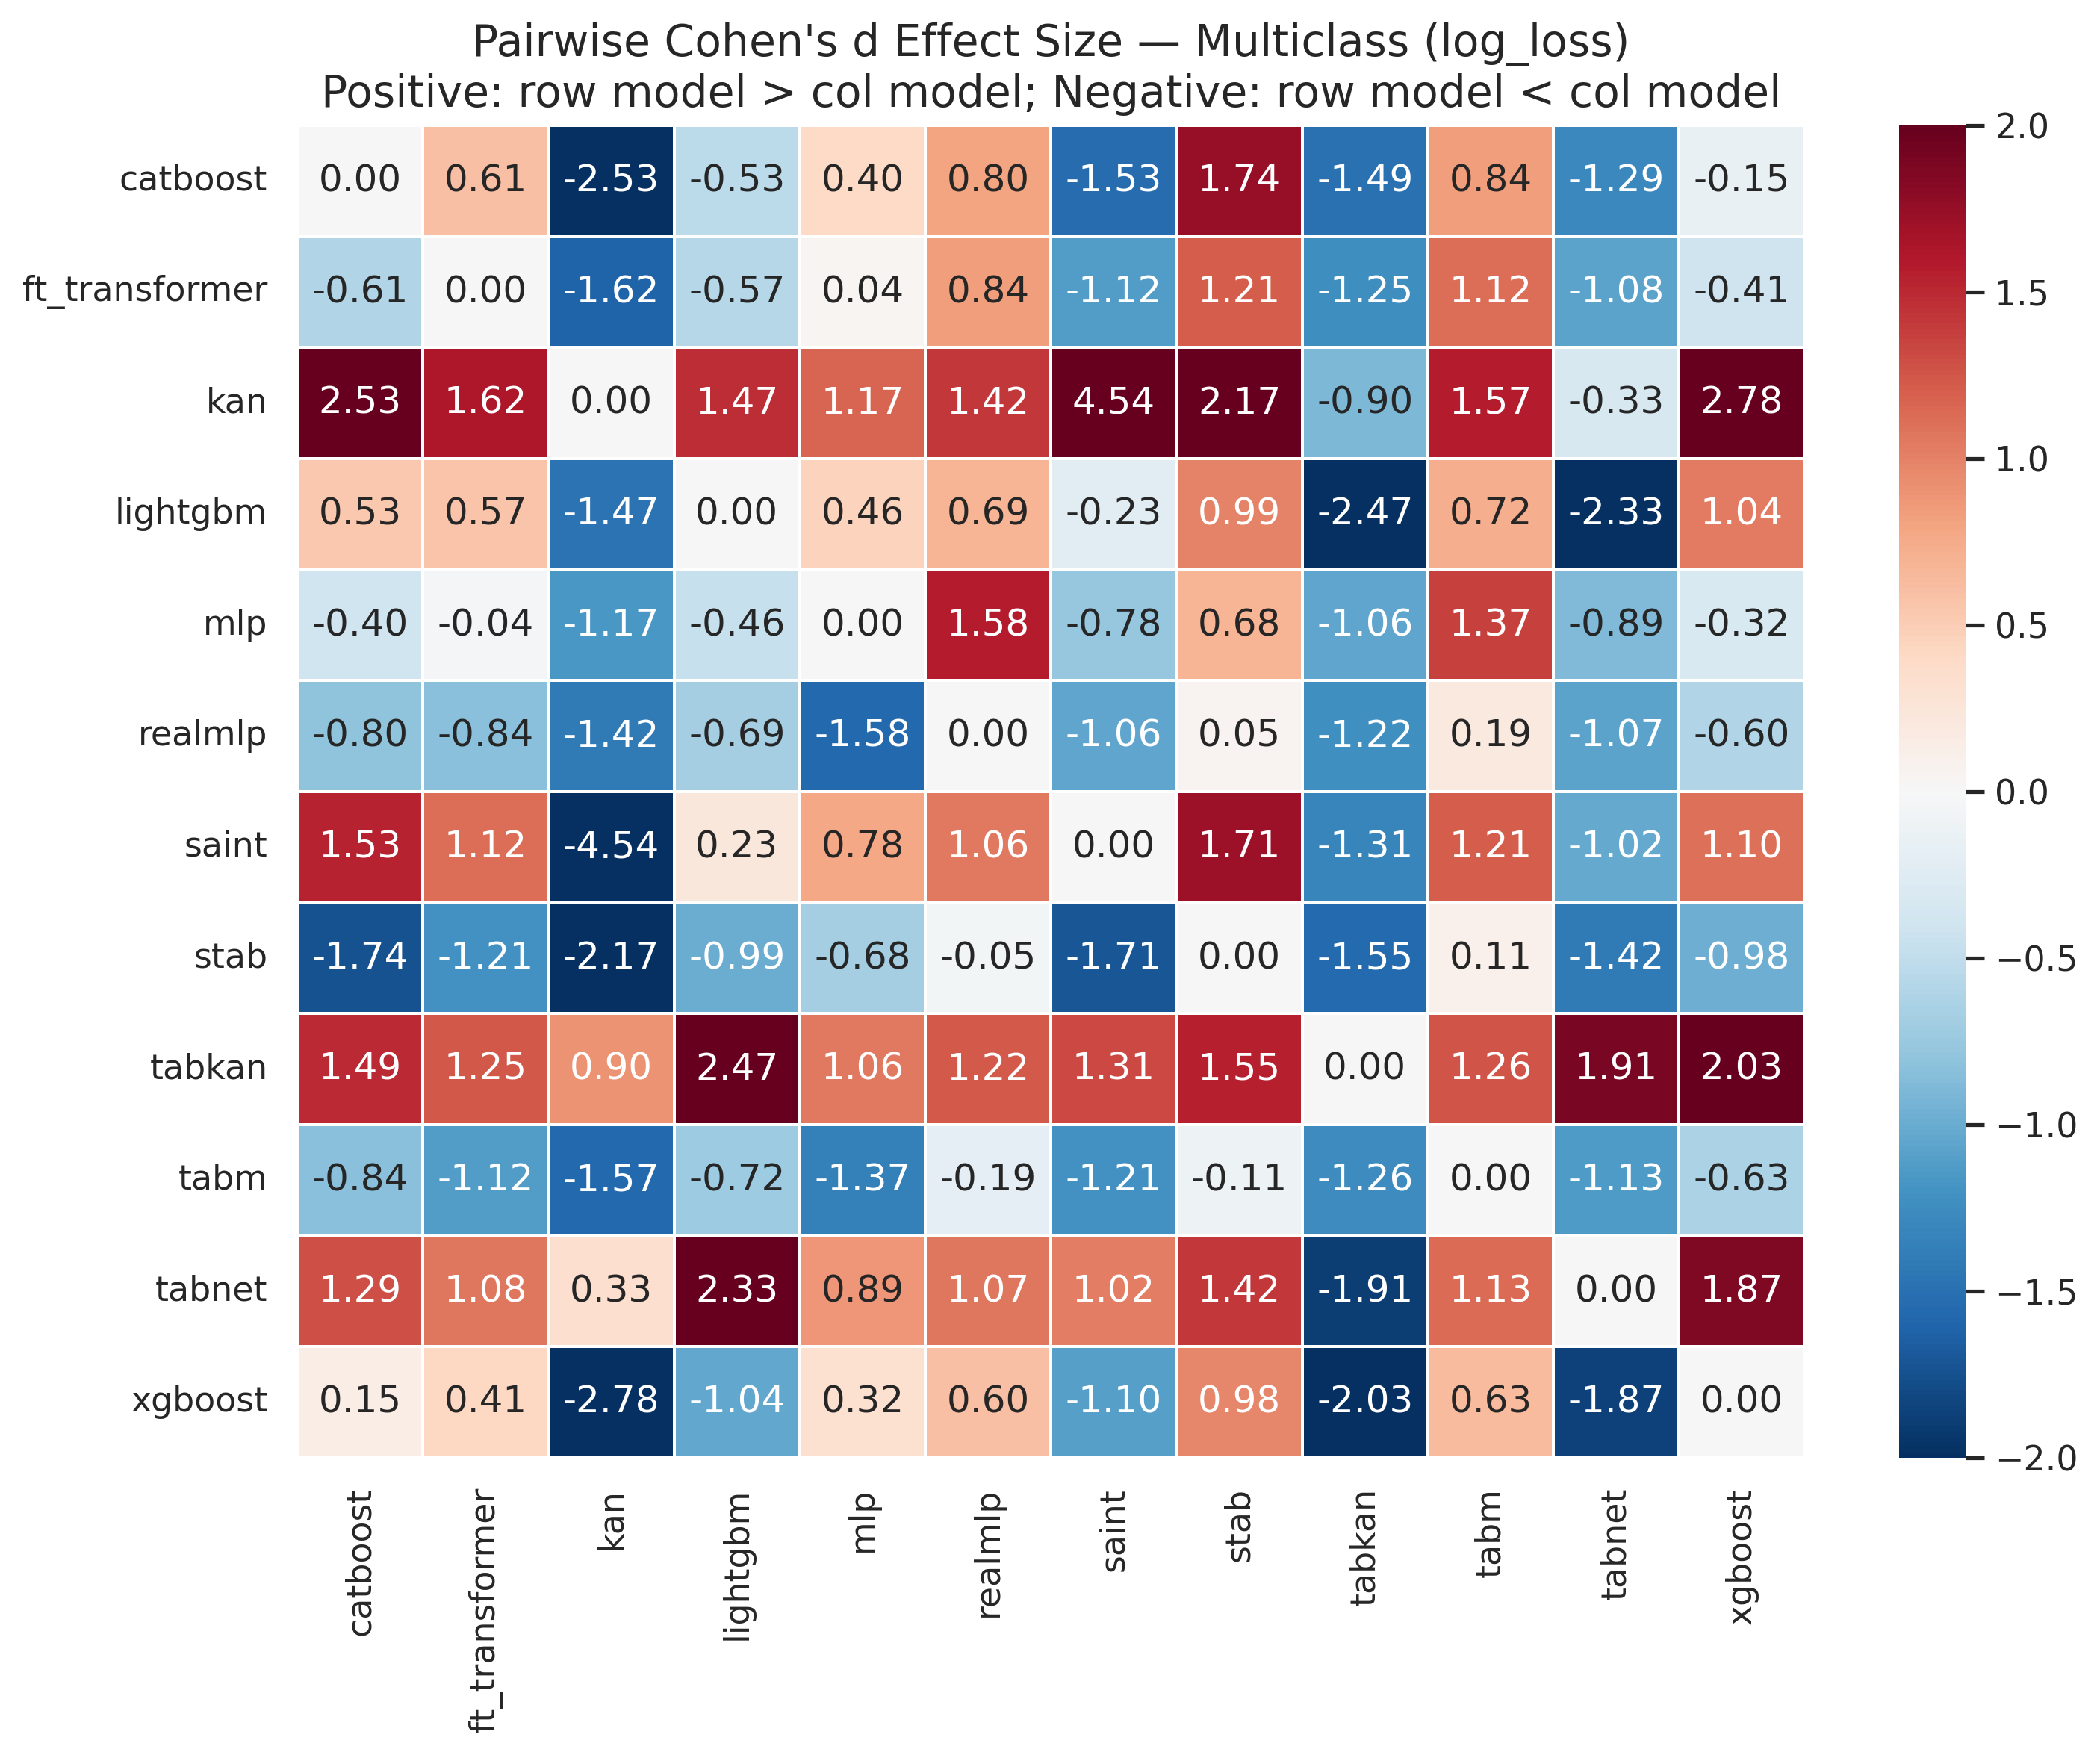 Pairwise Cohen's d Effect Size — Multiclass (log_loss)
Positive: row model > col model; Negative: row model < col model
catboost 0.00 0.61 -2.53 -0.53 0.40 0.80 -1.53 1.74 -1.49 0.84 -1.29 -0.15
ft_transformer -0.61 0.00 -1.62 -0.57 0.04 0.84 -1.12 1.21 -1.25 1.12 -1.08 -0.41
kan 2.53 1.62 0.00 1.47 1.17 1.42 4.54 2.17 -0.90 1.57 -0.33 2.78
lightgbm 0.53 0.57 -1.47 0.00 0.46 0.69 -0.23 0.99 -2.47 0.72 -2.33 1.04
mlp -0.40 -0.04 -1.17 -0.46 0.00 1.58 -0.78 0.68 -1.06 1.37 -0.89 -0.32
realmlp -0.80 -0.84 -1.42 -0.69 -1.58 0.00 -1.06 0.05 -1.22 0.19 -1.07 -0.60
saint 1.53 1.12 -4.54 0.23 0.78 1.06 0.00 1.71 -1.31 1.21 -1.02 1.10
stab -1.74 -1.21 -2.17 -0.99 -0.68 -0.05 -1.71 0.00 -1.55 0.11 -1.42 -0.98
tabkan 1.49 1.25 0.90 2.47 1.06 1.22 1.31 1.55 0.00 1.26 1.91 2.03
tabm -0.84 -1.12 -1.57 -0.72 -1.37 -0.19 -1.21 -0.11 -1.26 0.00 -1.13 -0.63
tabnet 1.29 1.08 0.33 2.33 0.89 1.07 1.02 1.42 -1.91 1.13 0.00 1.87
xgboost 0.15 0.41 -2.78 -1.04 0.32 0.60 -1.10 0.98 -2.03 0.63 -1.87 0.00
catboost ft_transformer kan lightgbm mlp realmlp saint stab tabkan tabm tabnet xgboost
2.0
1.5
1.0
0.5
0.0
−0.5
−1.0
−1.5
−2.0